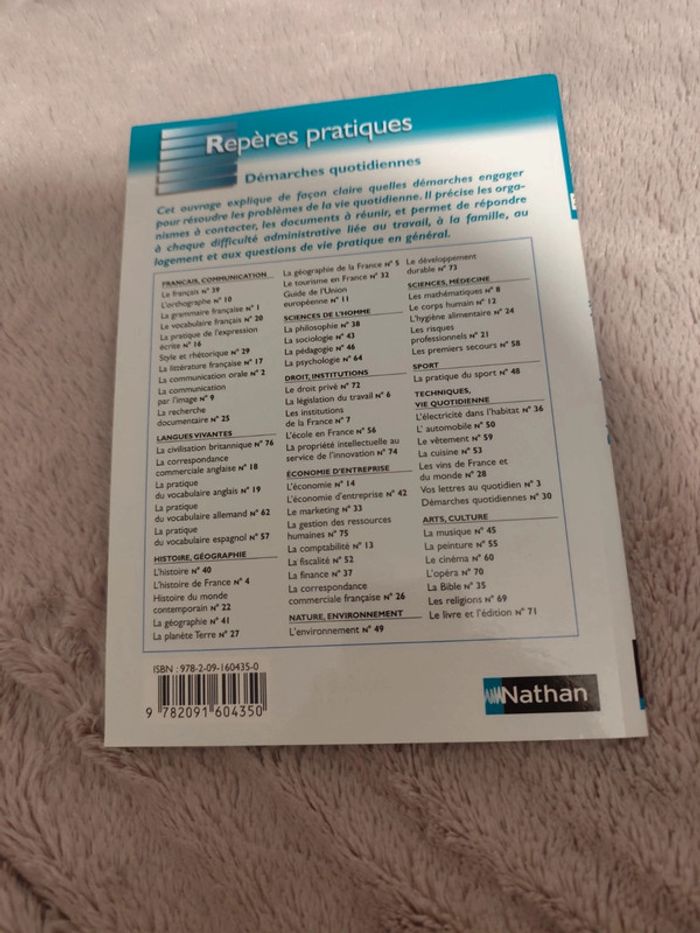 Repères pratiques
Démarches quotidiennes
Cet ouvrage explique de façon claire quelles démarches engager
pour résoudre les problèmes de la vie quotidienne. Il précise les orga-
nismes à contacter, les documents à réunir, et permet de répondre
à chaque difficulté administrative liée au travail, à la famille, au
logement et aux questions de vie pratique en général.
FRANÇAIS, COMMUNICATION
Le français N° 39
L'orthographe N° 10
La grammaire française N° 1
Le vocabulaire français N° 20
La pratique de l'expression
écrite N° 16
Style et rhétorique N° 29
La littérature française N° 17
La communication orale N° 2
La communication
par l'image N° 9
La recherche
documentaire N° 25
LANGUES VIVANTES
La civilisation britannique N° 76
La correspondance
commerciale anglaise N° 18
La pratique
du vocabulaire anglais N° 19
La pratique
du vocabulaire allemand N° 62
La pratique
du vocabulaire espagnol N° 57
HISTOIRE, GÉOGRAPHIE
L'histoire N° 40
L'histoire de France N° 4
Histoire du monde
contemporain N° 22
La géographie N° 41
La planète Terre N° 27
La géographie de la France N° 5
Le tourisme en France N° 32
Guide de l'Union
européenne N° 11
SCIENCES DE L'HOMME
La philosophie N° 38
La sociologie N° 43
La pédagogie N° 46
La psychologie N° 64
DROIT, INSTITUTIONS
Le droit privé N° 72
La législation du travail N° 6
Les institutions
de la France N° 7
L'école en France N° 56
La propriété intellectuelle au
service de l'innovation N° 74
ÉCONOMIE D'ENTREPRISE
L'économie N° 14
L'économie d'entreprise N° 42
Le marketing N° 33
La gestion des ressources
humaines N° 75
La comptabilité N° 13
La fiscalité N° 52
La finance N° 37
La correspondance
commerciale française N° 26
NATURE, ENVIRONNEMENT
L'environnement N° 49
Le développement
durable N° 73
SCIENCES, MÉDECINE
Les mathématiques N° 8
Le corps humain N° 12
L'hygiène alimentaire N° 24
Les risques
professionnels N° 21
Les premiers secours N° 58
SPORT
La pratique du sport N° 48
TECHNIQUES,
VIE QUOTIDIENNE
L'électricité dans l'habitat N° 36
L' automobile N° 50
Le vêtement N° 59
La cuisine N° 53
Les vins de France et
du monde N° 28
Vos lettres au quotidien N° 3
Démarches quotidiennes N° 30
ARTS, CULTURE
La musique N° 45
La peinture N° 55
Le cinéma N° 60
L'opéra N° 70
La Bible N° 35
Les religions N° 69
Le livre et l'édition N° 71
ISBN : 978-2-09-160435-0
9 782091 604350
Nathan